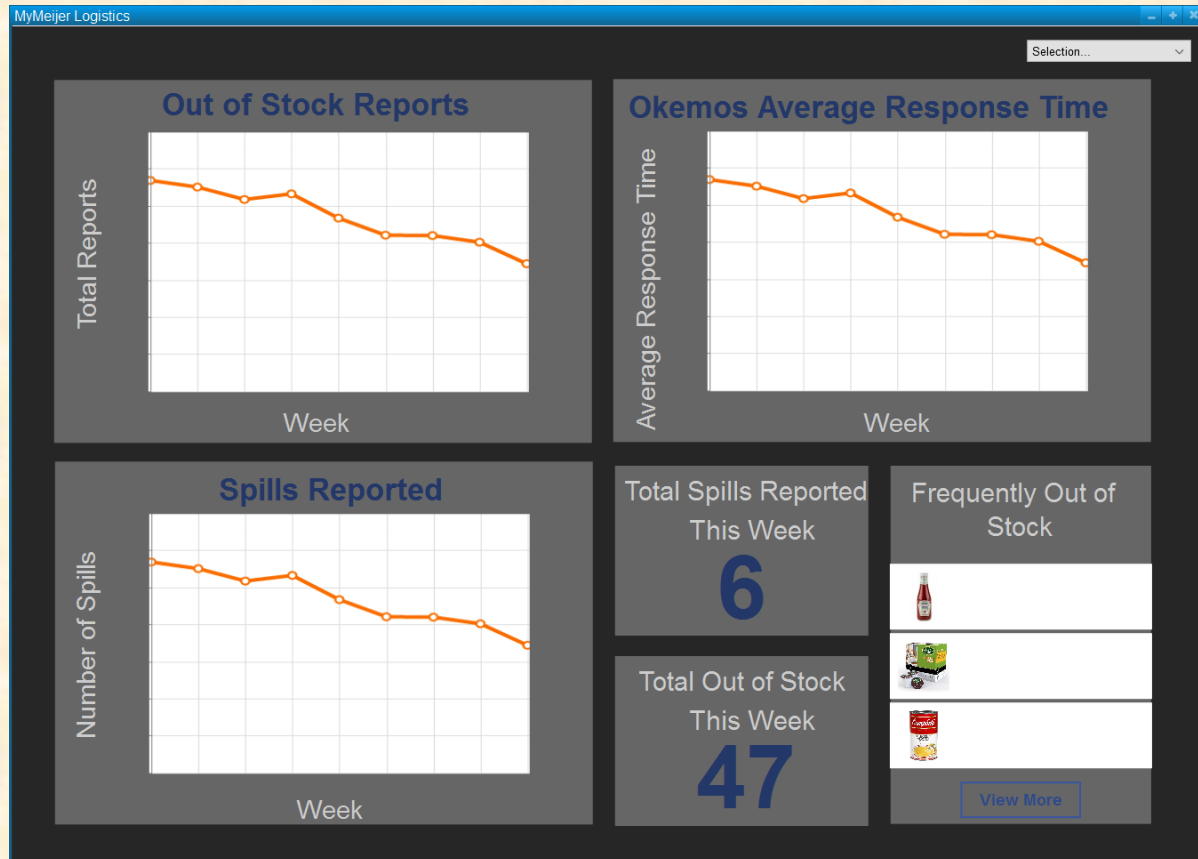 MyMeijer Logistics
Selection...
Out of Stock Reports
Total Reports
Week
Okemos Average Response Time
Average Response Time
Week
Spills Reported
Number of Spills
Week
Total Spills Reported
This Week
6
Total Out of Stock
This Week
47
Frequently Out of
Stock
Campbell's
View More